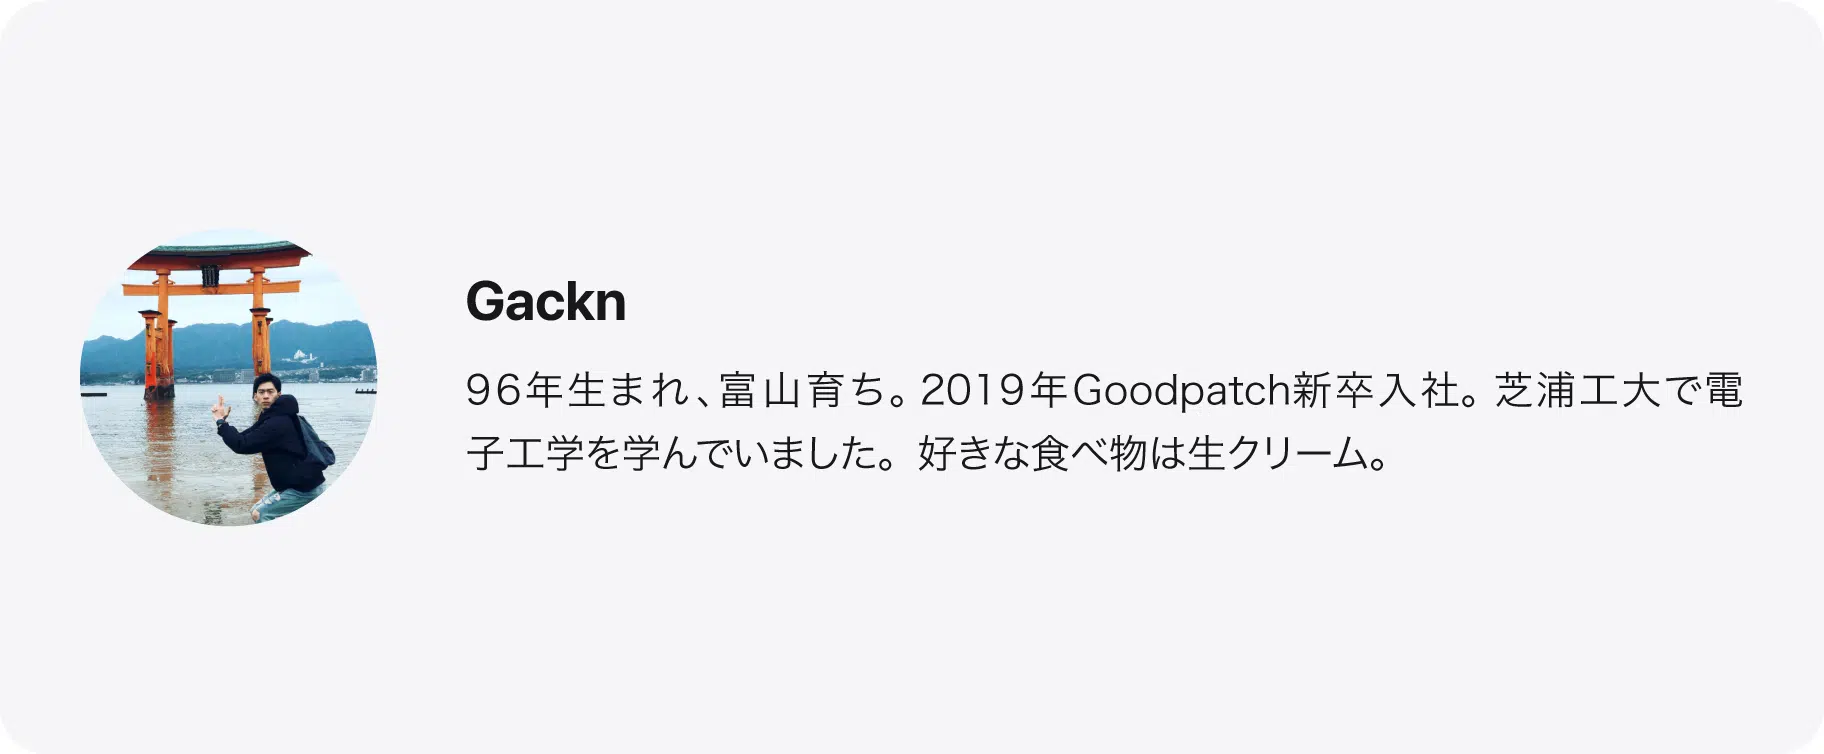 Gackn
96年生まれ、富山育ち。2019年Goodpatch新卒入社。芝浦工大で電
子工学を学んでいました。好きな食べ物は生クリーム。